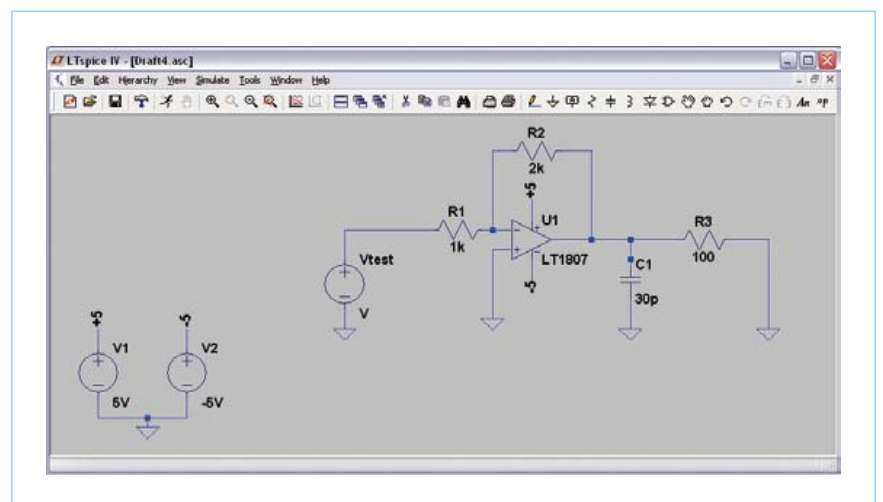 LTspice IV - [Draft4.asc]
File Edit Hierarchy View Simulate Tools Window Help
R2
2k
+5
R1
1k
U1
LT1807
-5
R3
100
C1
30p
Vtest
V
+5
-5
V1
V2
5V
-5V